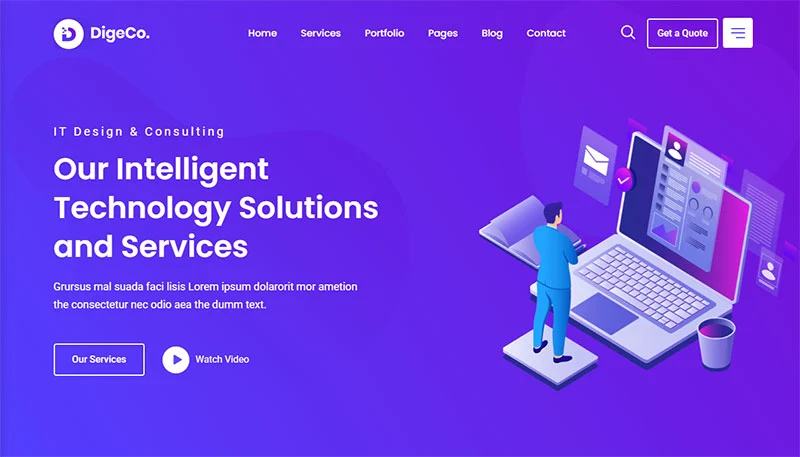 DigeCo.
Home Services Portfolio Pages Blog Contact
Get a Quote
IT Design & Consulting
Our Intelligent
Technology Solutions
and Services
Grursus mal suada faci lisis Lorem ipsum dolarorit mor ametion
the consectetur nec odio aea the dumm text.
Our Services
Watch Video